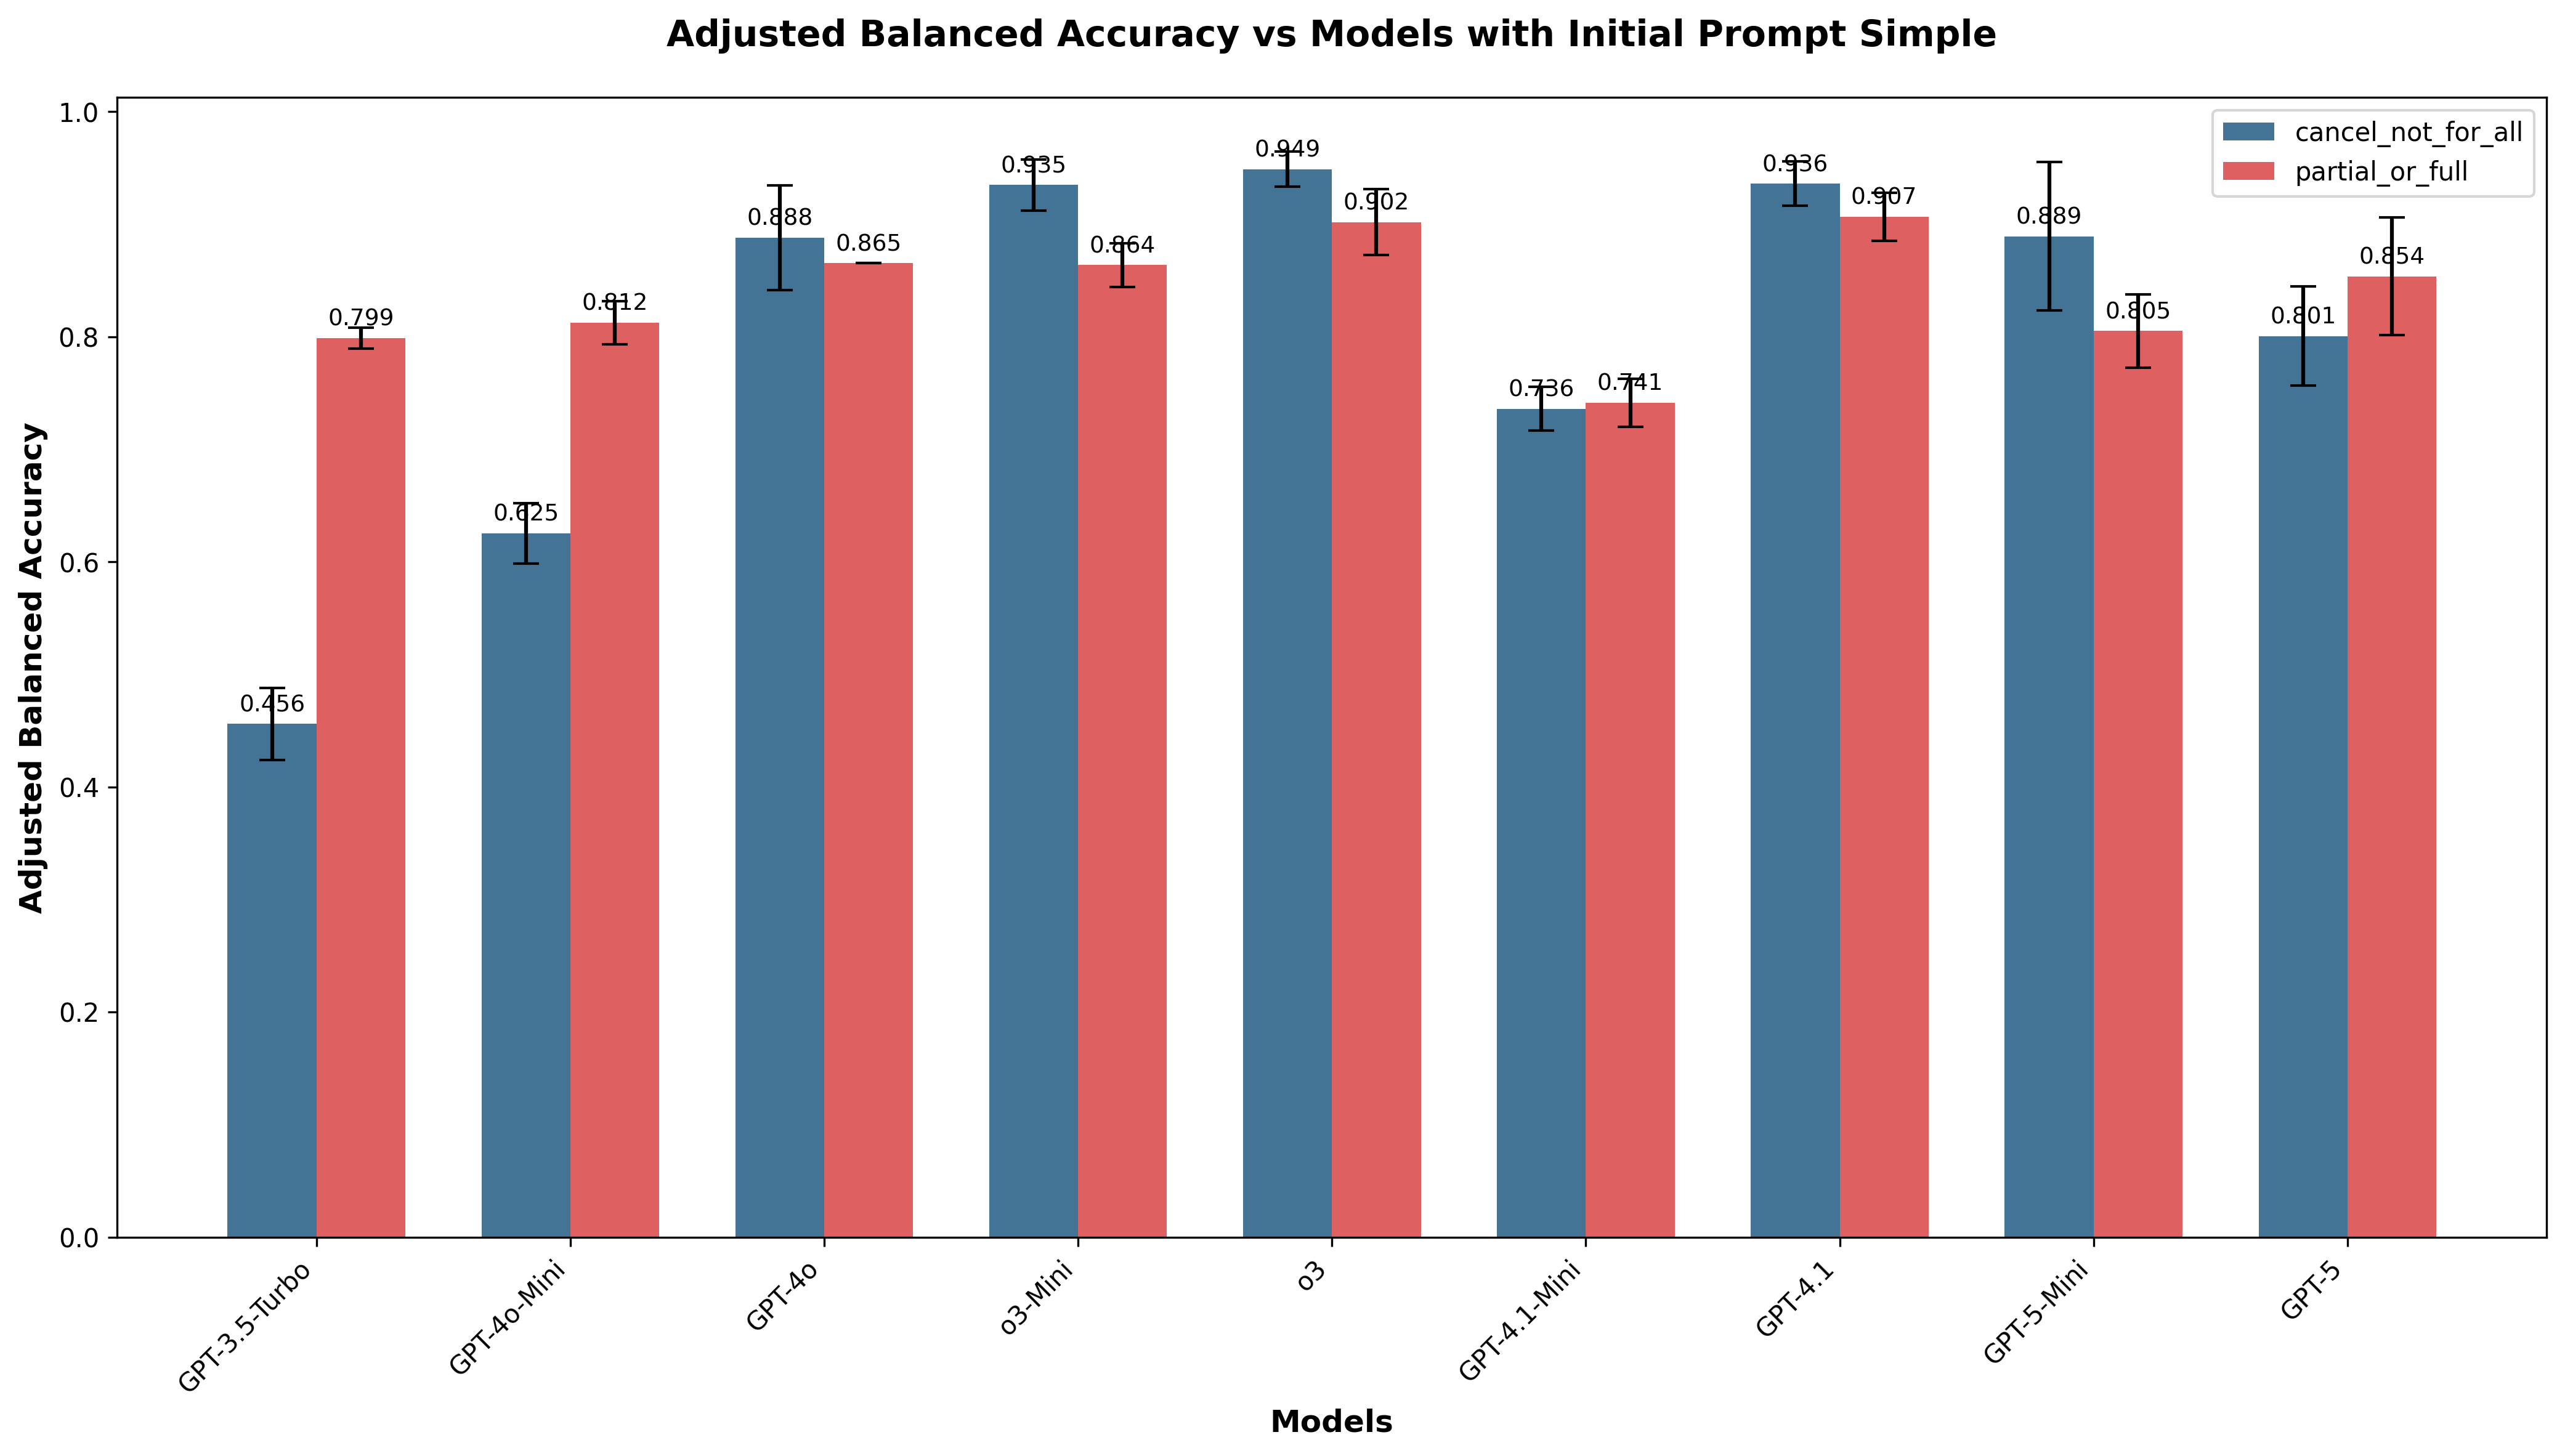 Adjusted Balanced Accuracy vs Models with Initial Prompt Simple
cancel_not_for_all
partial_or_full
Adjusted Balanced Accuracy
1.0
0.8
0.6
0.4
0.2
0.0
0.456
0.799
0.625
0.812
0.888
0.865
0.935
0.864
0.949
0.902
0.736
0.741
0.936
0.907
0.889
0.805
0.801
0.854
GPT-3.5-Turbo
GPT-4o-Mini
GPT-4o
o3-Mini
o3
GPT-4.1-Mini
GPT-4.1
GPT-5-Mini
GPT-5
Models